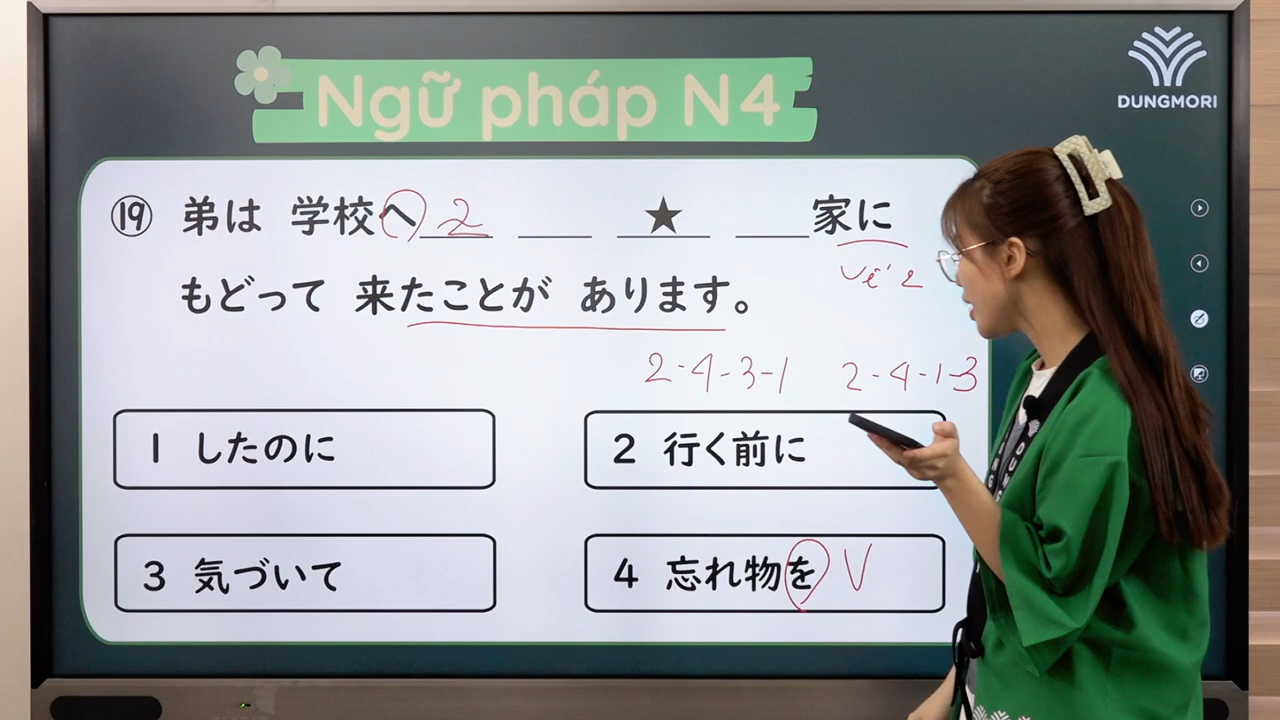 Ngữ pháp N4
DUNGMORI
⑲ 弟は 学校へ 2 ____ ★ ____ 家に
về 2
もどって 来たことが あります。
2-4-3-1 2-4-1-3
1 したのに
2 行く前に
3 気づいて
4 忘れ物を V